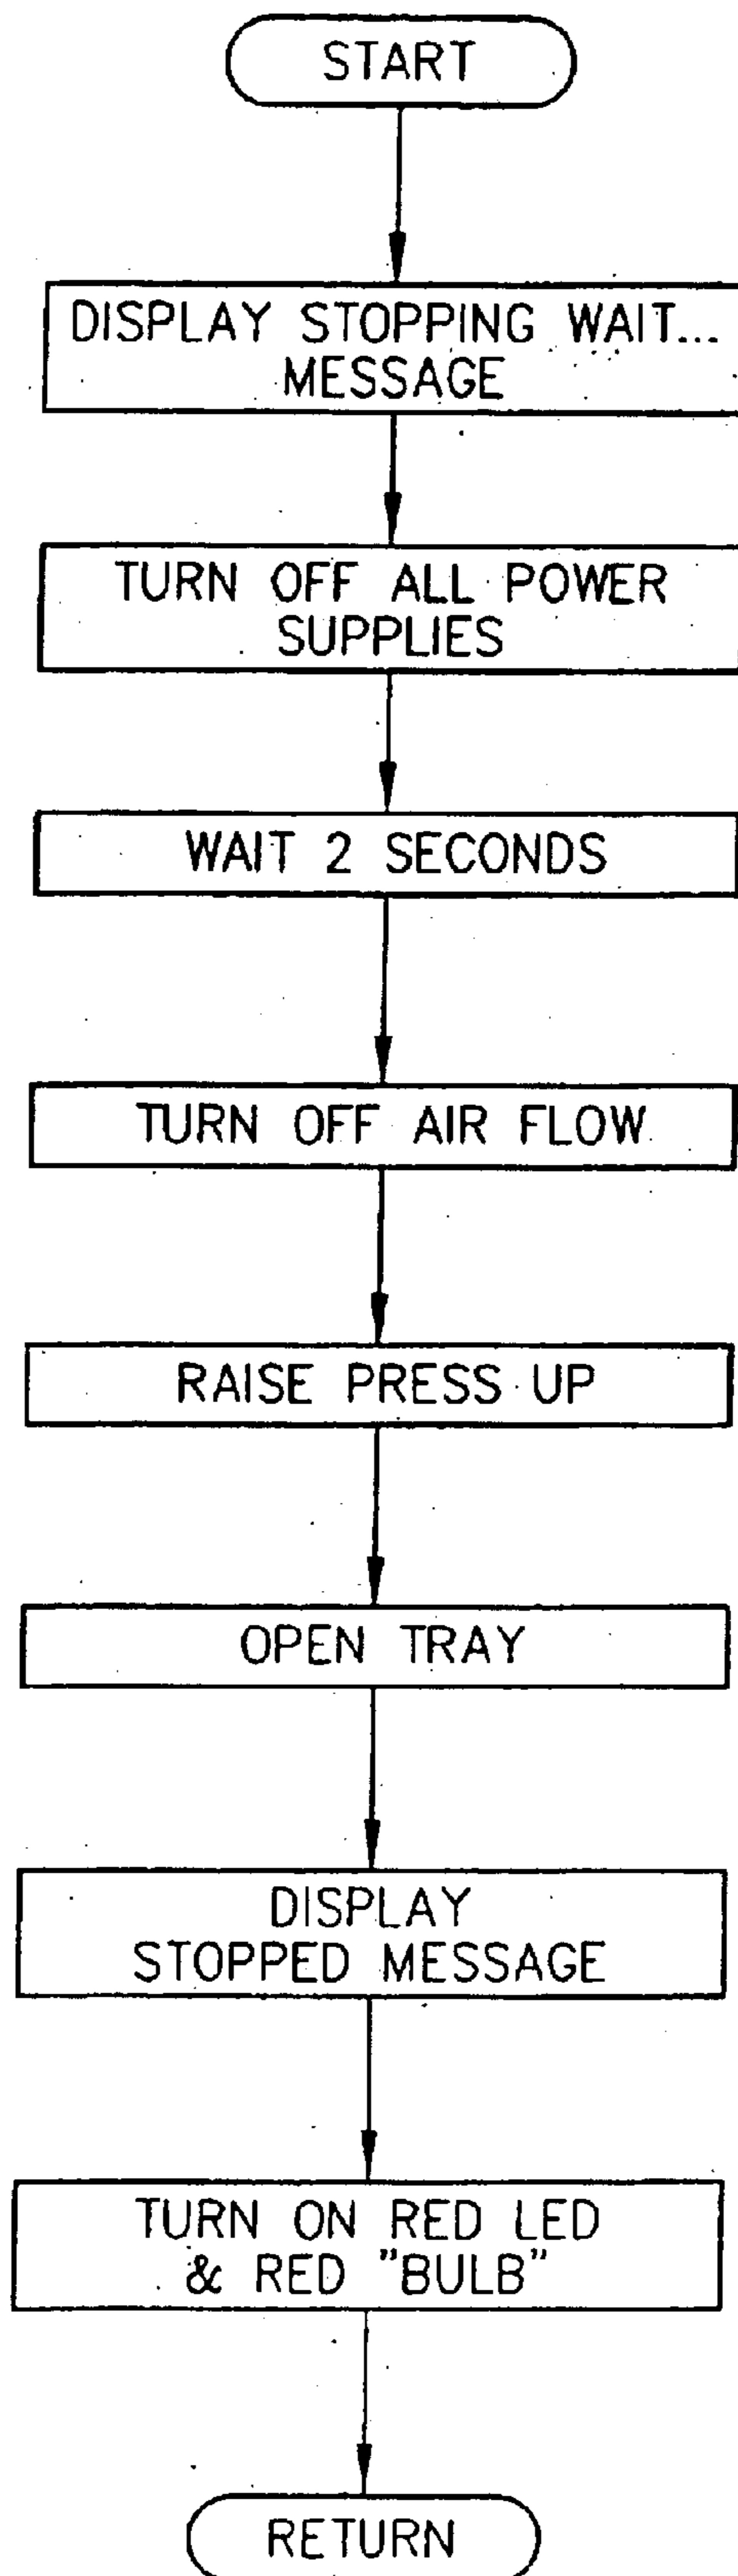 START
DISPLAY STOPPING WAIT...
MESSAGE
TURN OFF ALL POWER
SUPPLIES
WAIT 2 SECONDS
TURN OFF AIR FLOW
RAISE PRESS UP
OPEN TRAY
DISPLAY
STOPPED MESSAGE
TURN ON RED LED
& RED "BULB"
RETURN